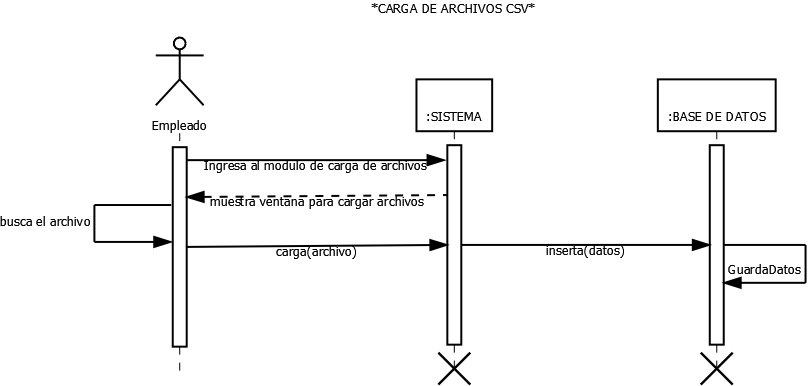 *CARGA DE ARCHIVOS CSV*
Empleado
:SISTEMA
:BASE DE DATOS
Ingresa al modulo de carga de archivos
muestra ventana para cargar archivos
busca el archivo
carga(archivo)
inserta(datos)
GuardaDatos